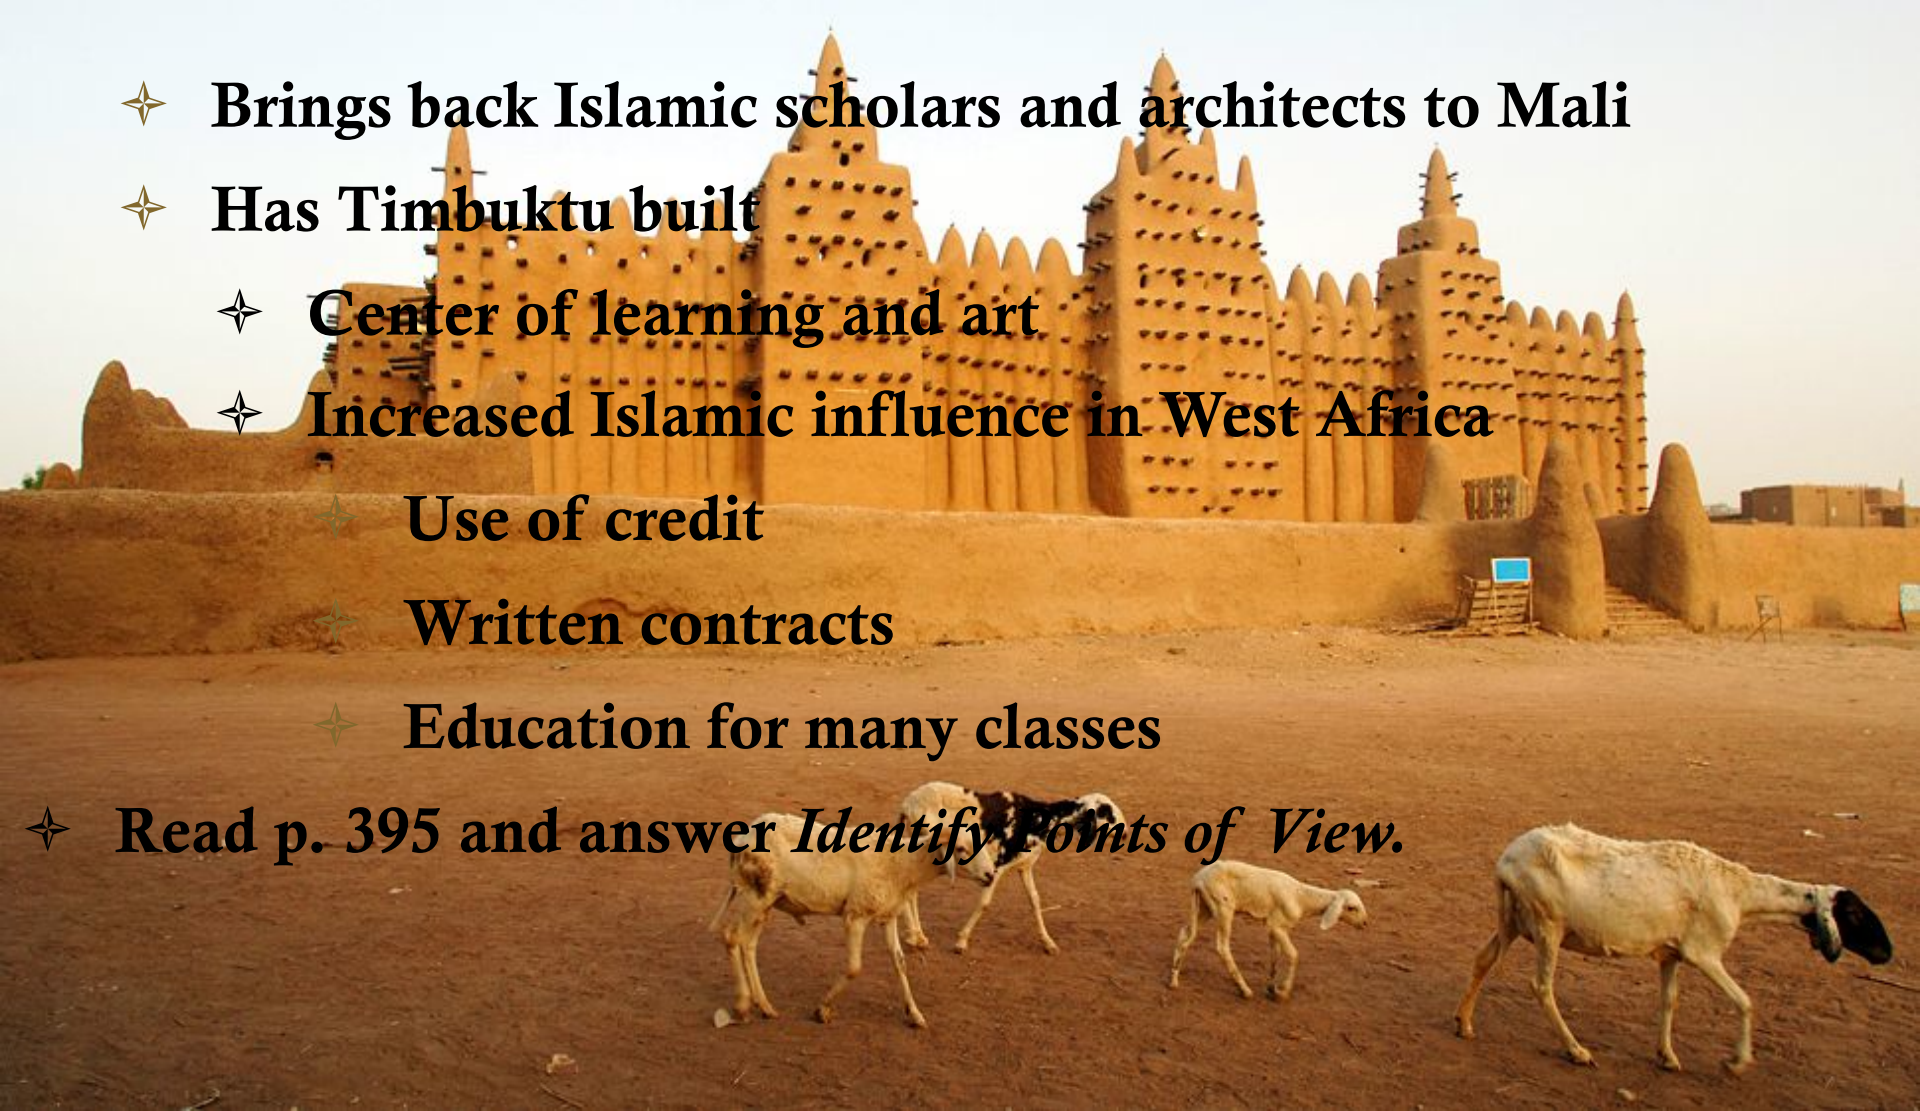 Brings back Islamic scholars and architects to Mali
Has Timbuktu built
Center of learning and art
Increased Islamic influence in West Africa
Use of credit
Written contracts
Education for many classes
Read p. 395 and answer Identify Points of View.